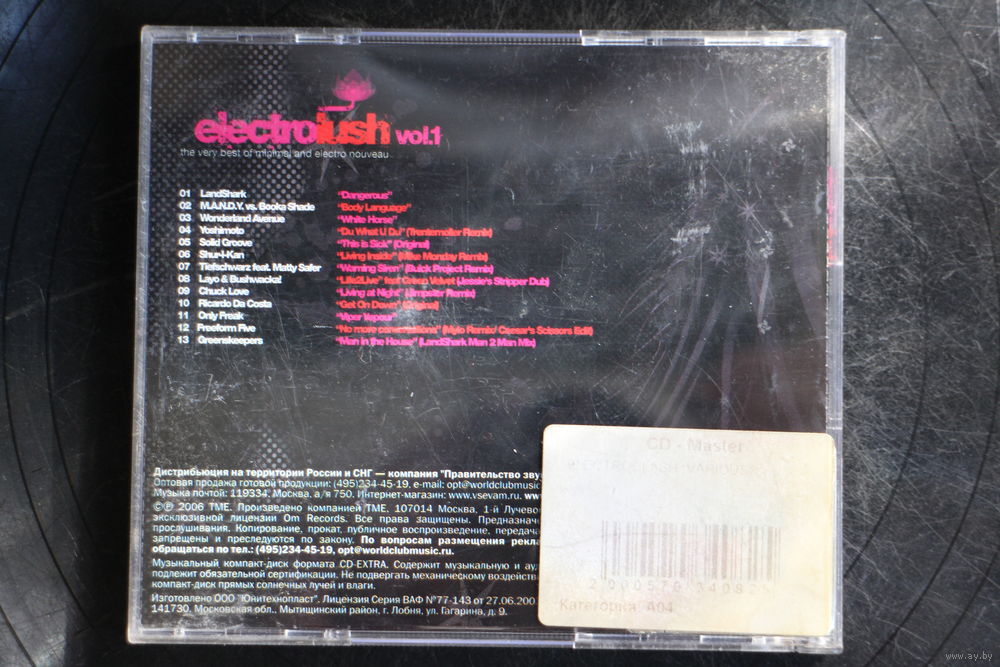 electrolush vol.1
the very best of minimal and electro nouveau
01 LandShark "Dangerous"
02 M.A.N.D.Y. vs. Booka Shade "Body Language"
03 Wonderland Avenue "White Horse"
04 Yoshimoto "Du What U Du" (Trentemoller Remix)
05 Solid Groove "This is Sick" (Original)
06 Shur-I-Kan "Living Inside" (Mike Monday Remix)
07 Tiefschwarz feat. Matty Safer "Warning Siren" (Buick Project Remix)
08 Layo & Bushwacka! "Life2Live" feat Green Velvet (Jessie's Stripper Dub)
09 Chuck Love "Living at Night" (Jimpster Remix)
10 Ricardo Da Costa "Get On Down" (Original)
11 Only Freak "Viper Vapour"
12 Freeform Five "No more conversations" (Mylo Remix/ Caesar's Scissors Edit)
13 Greenskeepers "Man in the House" (LandShark Man 2 Man Mix)
Дистрибьюция на территории России и СНГ — компания "Правительство зву
Оптовая продажа готовой продукции: (495)234-45-19, e-mail: opt@worldclubmusic
Музыка почтой: 119334, Москва, а/я 750. Интернет-магазин: www.vsevam.ru, ww
©℗ 2006 TME. Произведено компанией TME, 107014 Москва, 1-й Лучево
эксклюзивной лицензии Om Records. Все права защищены. Предназнач
прослушивания. Копирование, прокат, публичное воспроизведение, передача
запрещены и преследуются по закону. По вопросам размещения рекла
обращаться по тел.: (495)234-45-19, opt@worldclubmusic.ru.
Музыкальный компакт-диск формата CD-EXTRA. Содержит музыкальную и ау
подлежит обязательной сертификации. Не подвергать механическому воздейств
компакт-диск прямых солнечных лучей и влаги.
Изготовлено ООО "Юнитехнопласт". Лицензия Серия ВАФ №77-143 от 27.06.200
141730. Московская обл., Мытищинский район, г. Лобня, ул. Гагарина, д. 9.
CD - Master
Категория A04
www.ay.by